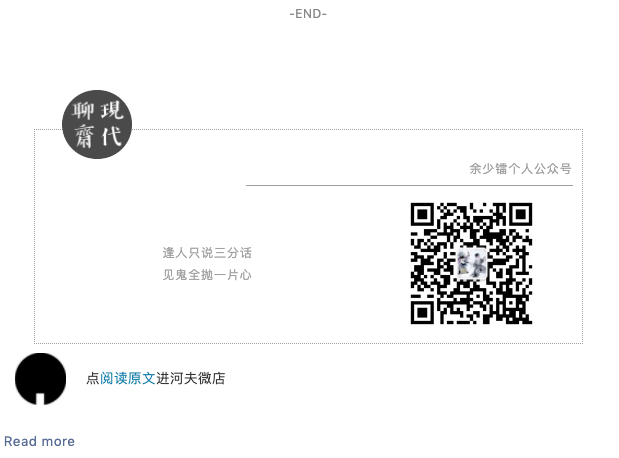 -END-
現代
聊齋
余少镭个人公众号
逢人只说三分话
见鬼全抛一片心
点阅读原文进河夫微店
Read more